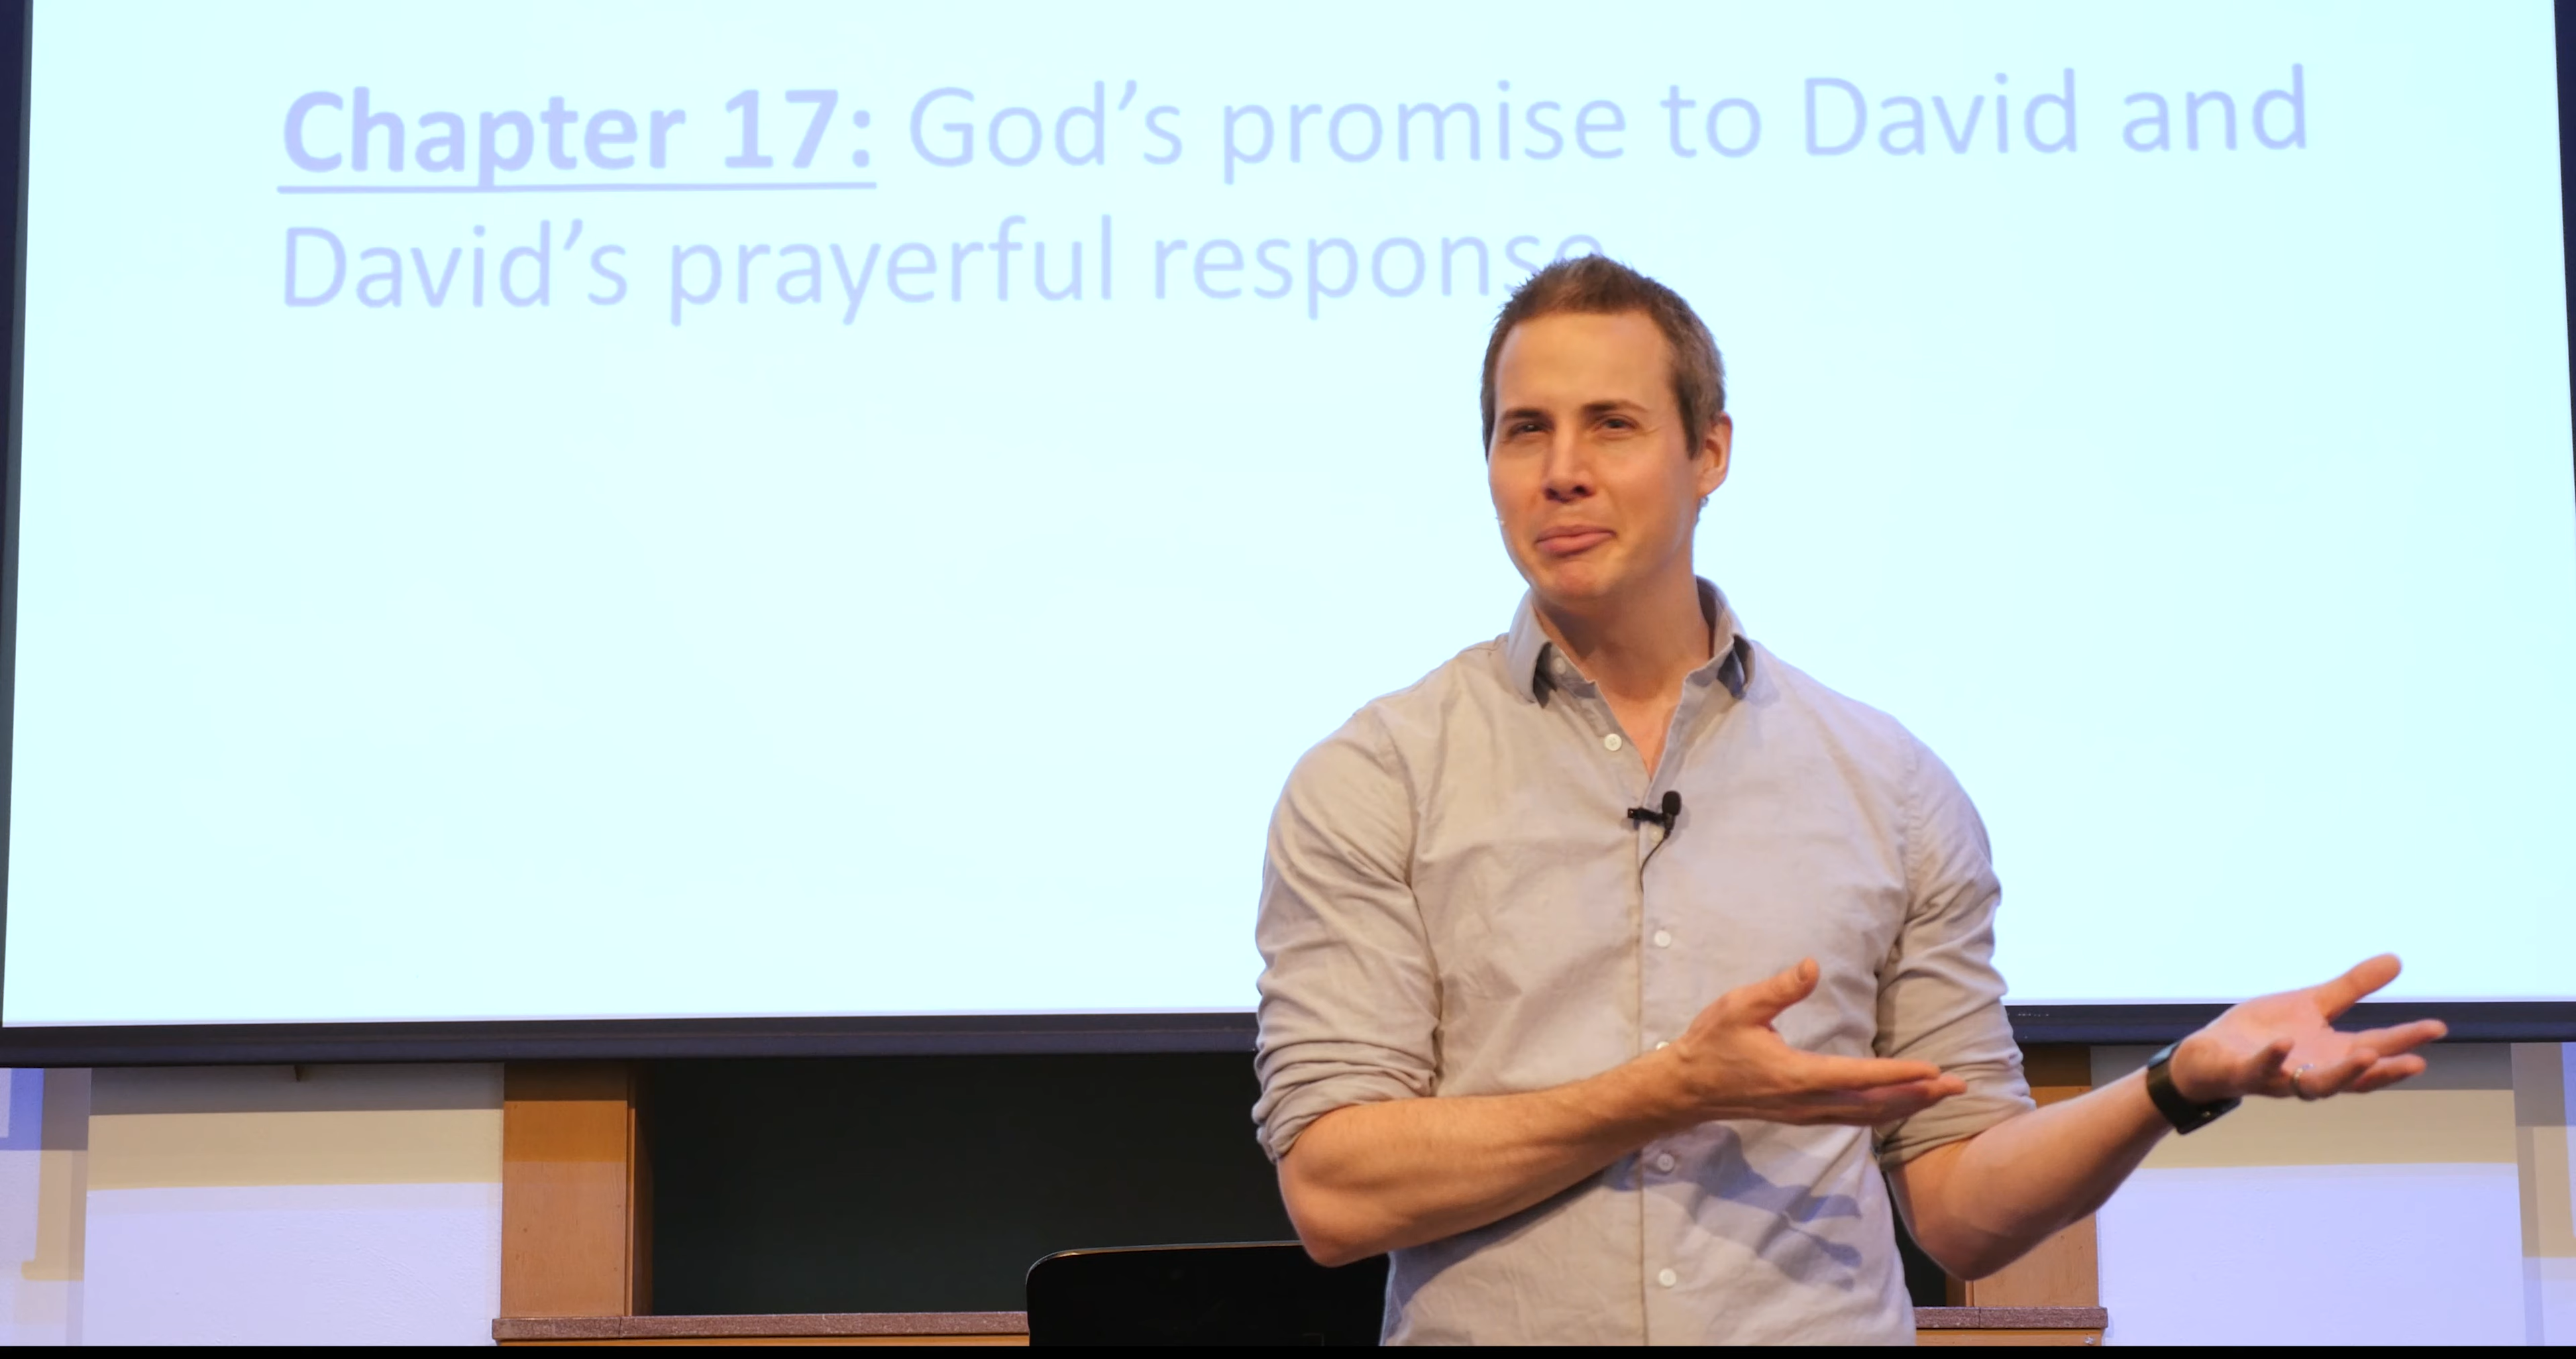 Chapter 17: God’s promise to David and
David’s prayerful response